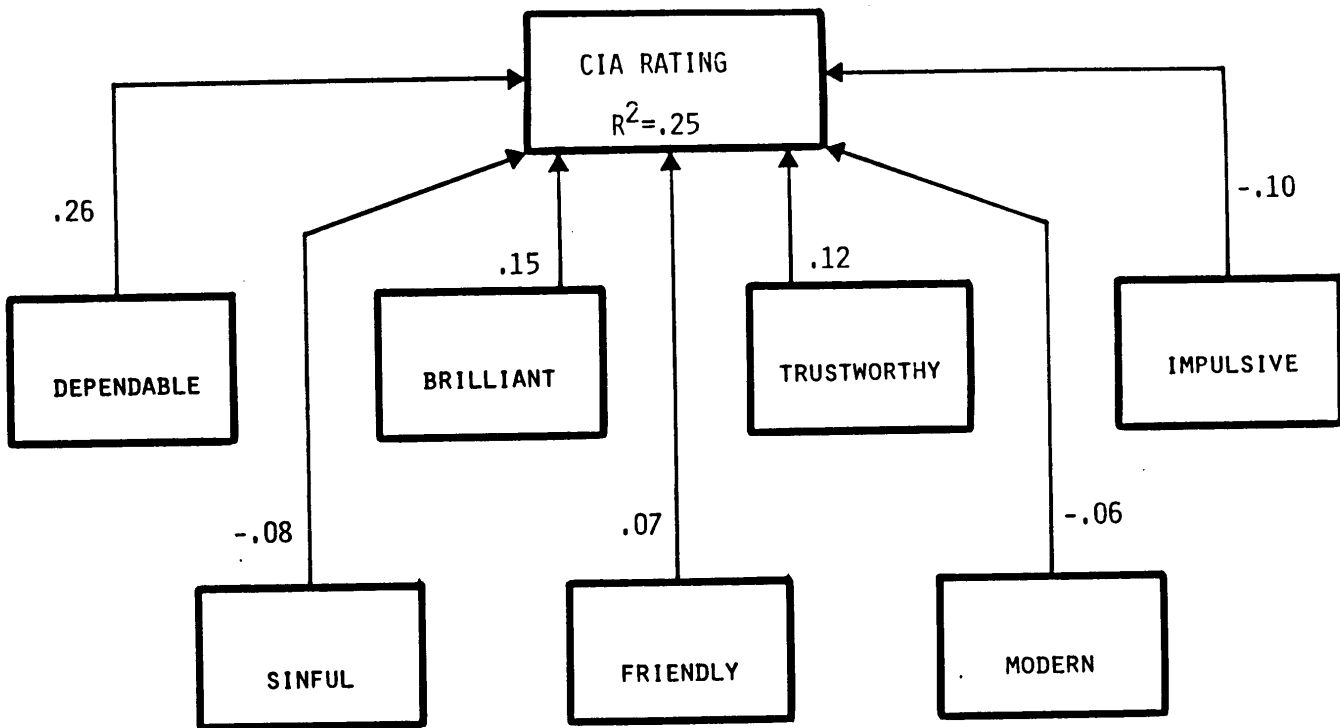 CIA RATING
R²=.25
.26
-.10
.15
.12
DEPENDABLE
BRILLIANT
TRUSTWORTHY
IMPULSIVE
-.08
.07
-.06
SINFUL
FRIENDLY
MODERN